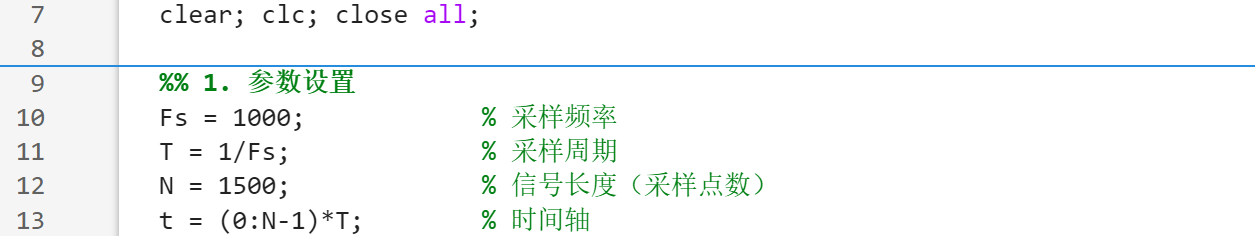 7 clear; clc; close all;
8
9 %% 1. 参数设置
10 Fs = 1000; % 采样频率
11 T = 1/Fs; % 采样周期
12 N = 1500; % 信号长度（采样点数）
13 t = (0:N-1)*T; % 时间轴